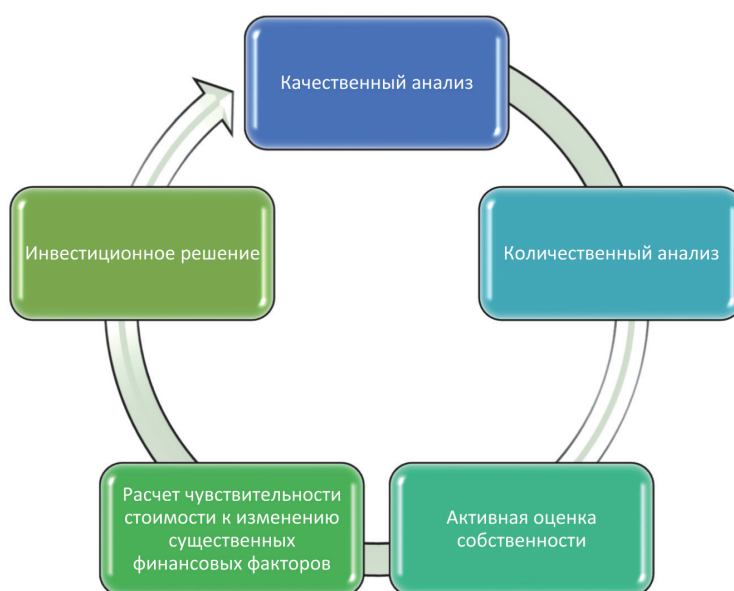 Качественный анализ
Количественный анализ
Активная оценка
собственности
Расчет чувствительности
стоимости к изменению
существенных
финансовых факторов
Инвестиционное решение